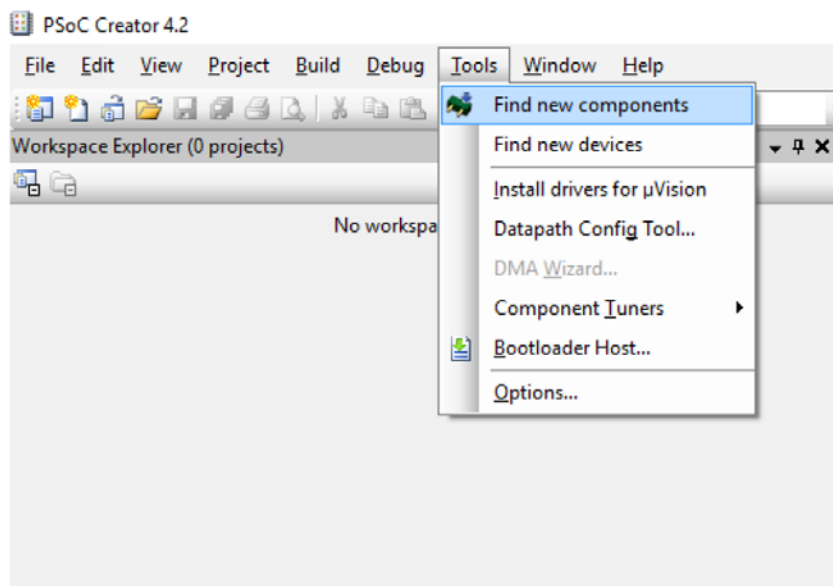 PSoC Creator 4.2
File Edit View Project Build Debug Tools Window Help
Workspace Explorer (0 projects)
No workspa
Find new components
Find new devices
Install drivers for µVision
Datapath Config Tool...
DMA Wizard...
Component Tuners
Bootloader Host...
Options...